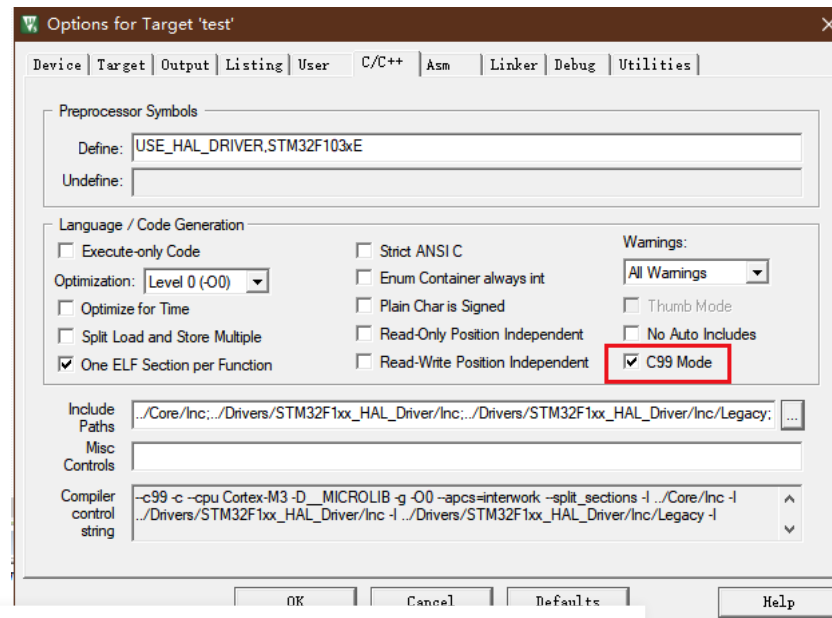 Options for Target 'test'
Device Target Output Listing User C/C++ Asm Linker Debug Utilities
Preprocessor Symbols
Define: USE_HAL_DRIVER,STM32F103xE
Undefine:
Language / Code Generation
Execute-only Code
Strict ANSI C
Warnings:
Optimization: Level 0 (-O0)
Enum Container always int
All Warnings
Optimize for Time
Plain Char is Signed
Thumb Mode
Split Load and Store Multiple
Read-Only Position Independent
No Auto Includes
One ELF Section per Function
Read-Write Position Independent
C99 Mode
Include Paths
../Core/Inc;../Drivers/STM32F1xx_HAL_Driver/Inc;../Drivers/STM32F1xx_HAL_Driver/Inc/Legacy;
...
Misc Controls
Compiler control string
--c99 -c --cpu Cortex-M3 -D__MICROLIB -g -O0 --apcs=interwork --split_sections -I ../Core/Inc -I
../Drivers/STM32F1xx_HAL_Driver/Inc -I ../Drivers/STM32F1xx_HAL_Driver/Inc/Legacy -I
OK Cancel Defaults Help